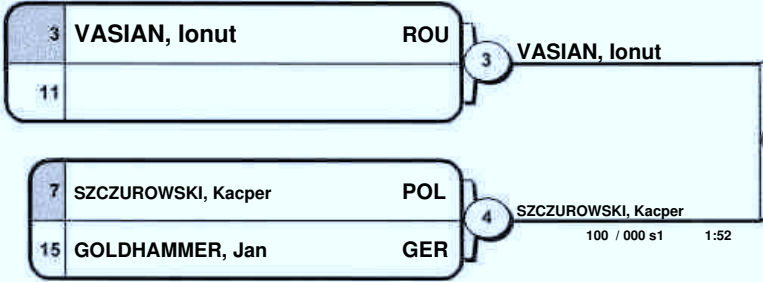 3 VASIAN, Ionut ROU
3 VASIAN, Ionut
11
7 SZCZUROWSKI, Kacper POL
4 SZCZUROWSKI, Kacper
100 / 000 s1 1:52
15 GOLDHAMMER, Jan GER